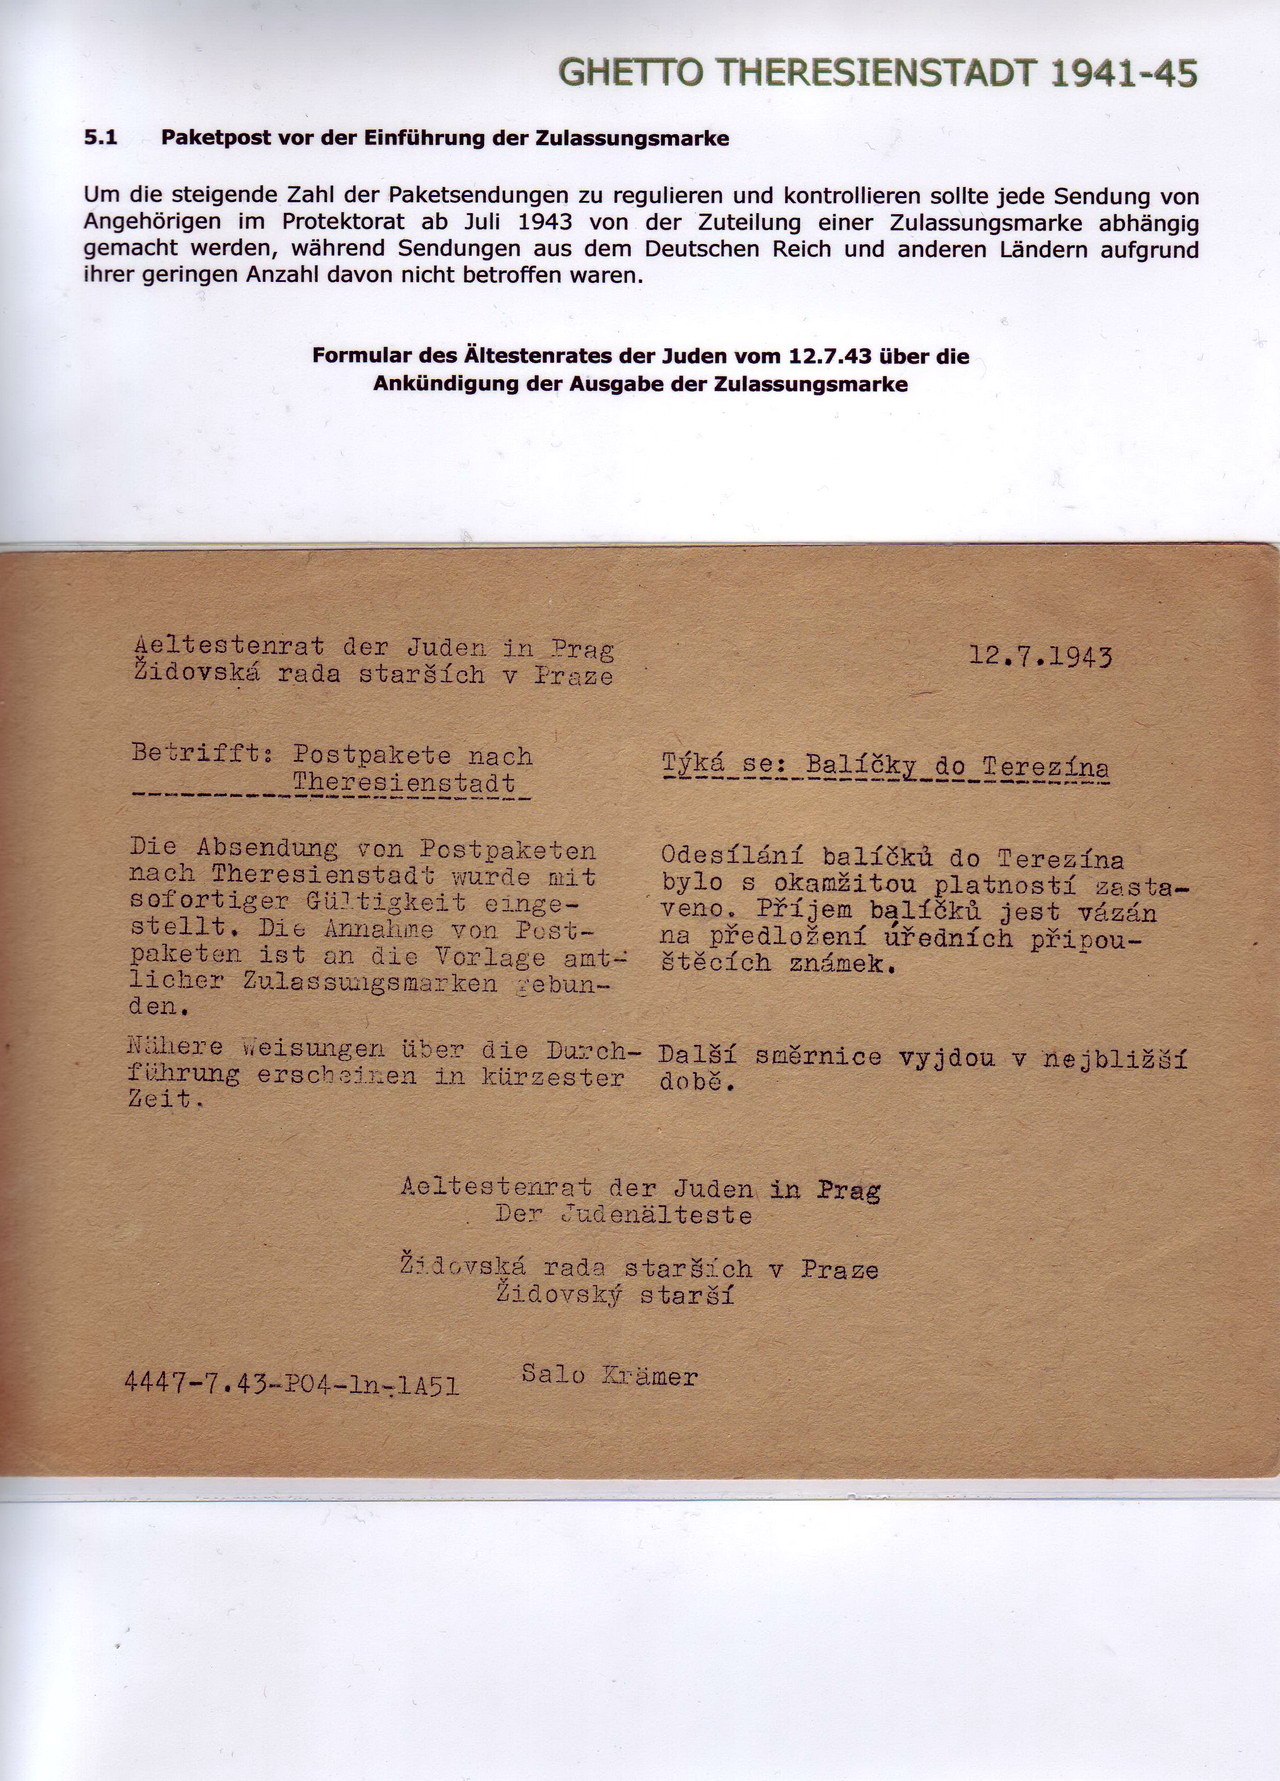 GHETTO THERESIENSTADT 1941-45
5.1 Paketpost vor der Einführung der Zulassungsmarke
Um die steigende Zahl der Paketsendungen zu regulieren und kontrollieren sollte jede Sendung von
Angehörigen im Protektorat ab Juli 1943 von der Zuteilung einer Zulassungsmarke abhängig
gemacht werden, während Sendungen aus dem Deutschen Reich und anderen Ländern aufgrund
ihrer geringen Anzahl davon nicht betroffen waren.
Formular des Ältestenrates der Juden vom 12.7.43 über die
Ankündigung der Ausgabe der Zulassungsmarke
Aeltestenrat der Juden in Prag
Židovská rada starších v Praze
12.7.1943
Betrifft: Postpakete nach
Theresienstadt
Die Absendung von Postpaketen
nach Theresienstadt wurde mit
sofortiger Gültigkeit einge-
stellt. Die Annahme von Post-
paketen ist an die Vorlage amt-
licher Zulassungsmarken gebun-
den.
Nähere Weisungen über die Durch-
führung erscheinen in kürzester
Zeit.
Týká se: Balíčky do Terezína
Odesílání balíčků do Terezína
bylo s okamžitou platností zasta-
veno. Příjem balíčků jest vázán
na předložení úředních připou-
štěcích známek.
Další směrnice vyjdou v nejbližší
době.
Aeltestenrat der Juden in Prag
Der Judenälteste
Židovská rada starších v Praze
Židovský starší
Salo Krämer
4447-7.43-PO4-1n-1A51